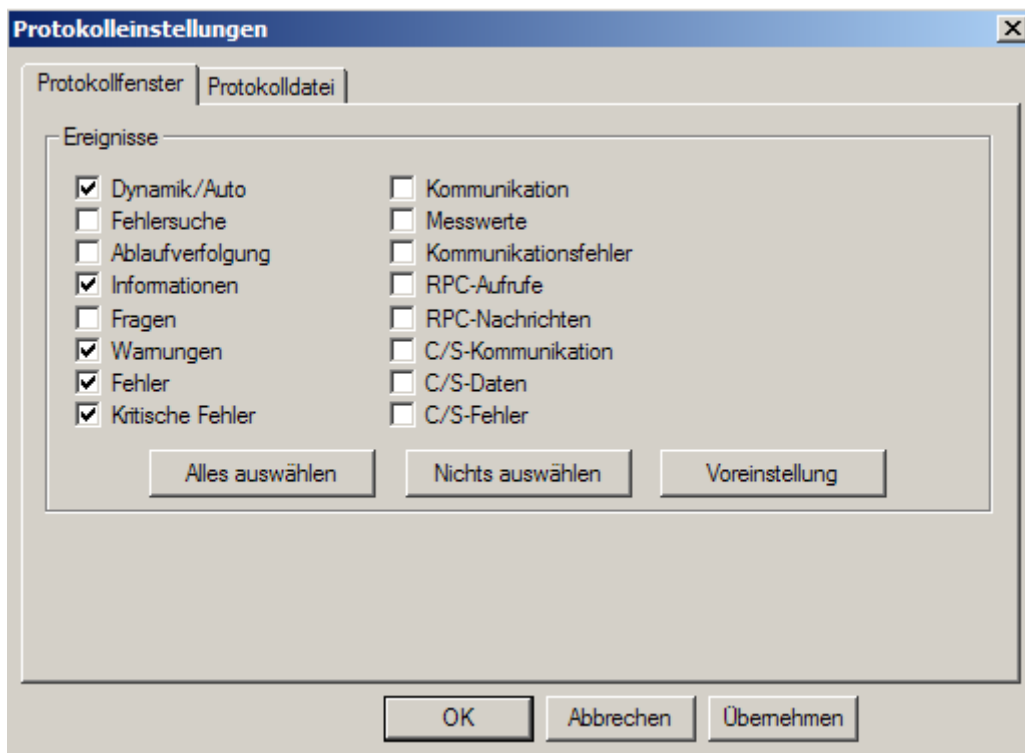 Protokolleinstellungen
Protokollfenster Protokolldatei
Ereignisse
Dynamik/Auto Kommunikation
Fehlersuche Messwerte
Ablaufverfolgung Kommunikationsfehler
Informationen RPC-Aufrufe
Fragen RPC-Nachrichten
Warnungen C/S-Kommunikation
Fehler C/S-Daten
Kritische Fehler C/S-Fehler
Alles auswählen Nichts auswählen Voreinstellung
OK Abbrechen Übernehmen